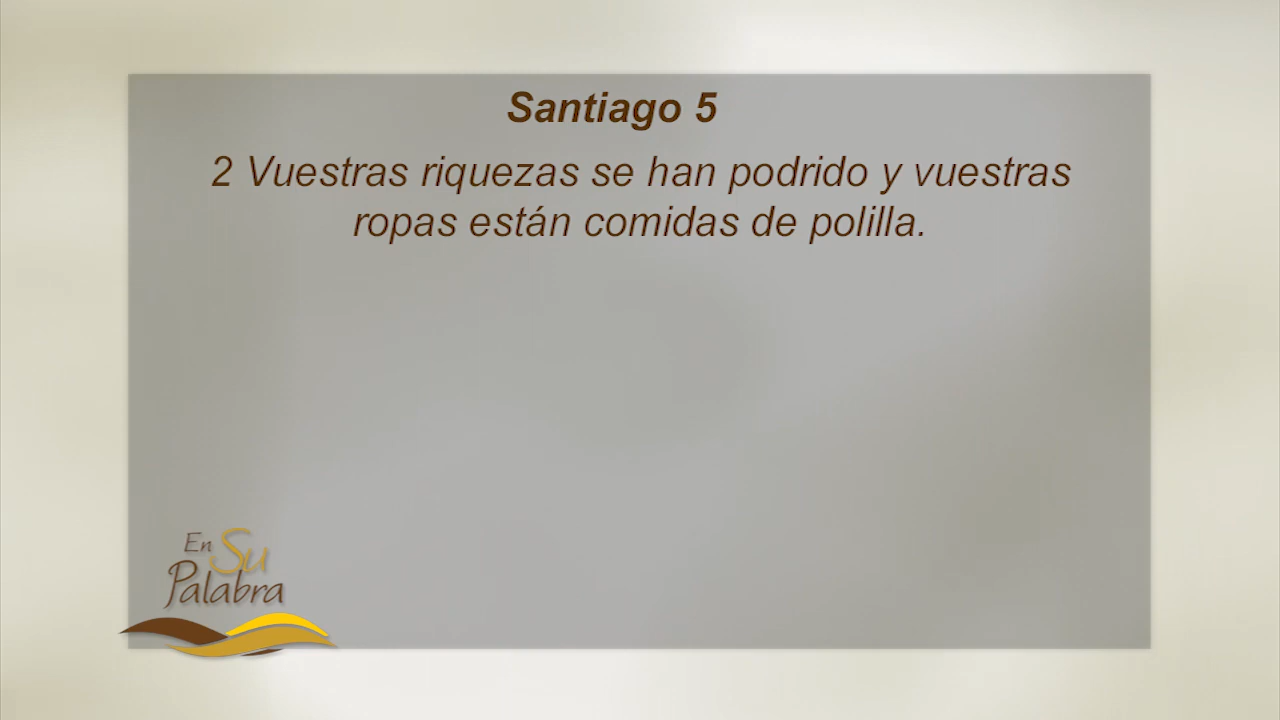 Santiago 5
2 Vuestras riquezas se han podrido y vuestras
ropas están comidas de polilla.
En Su
Palabra